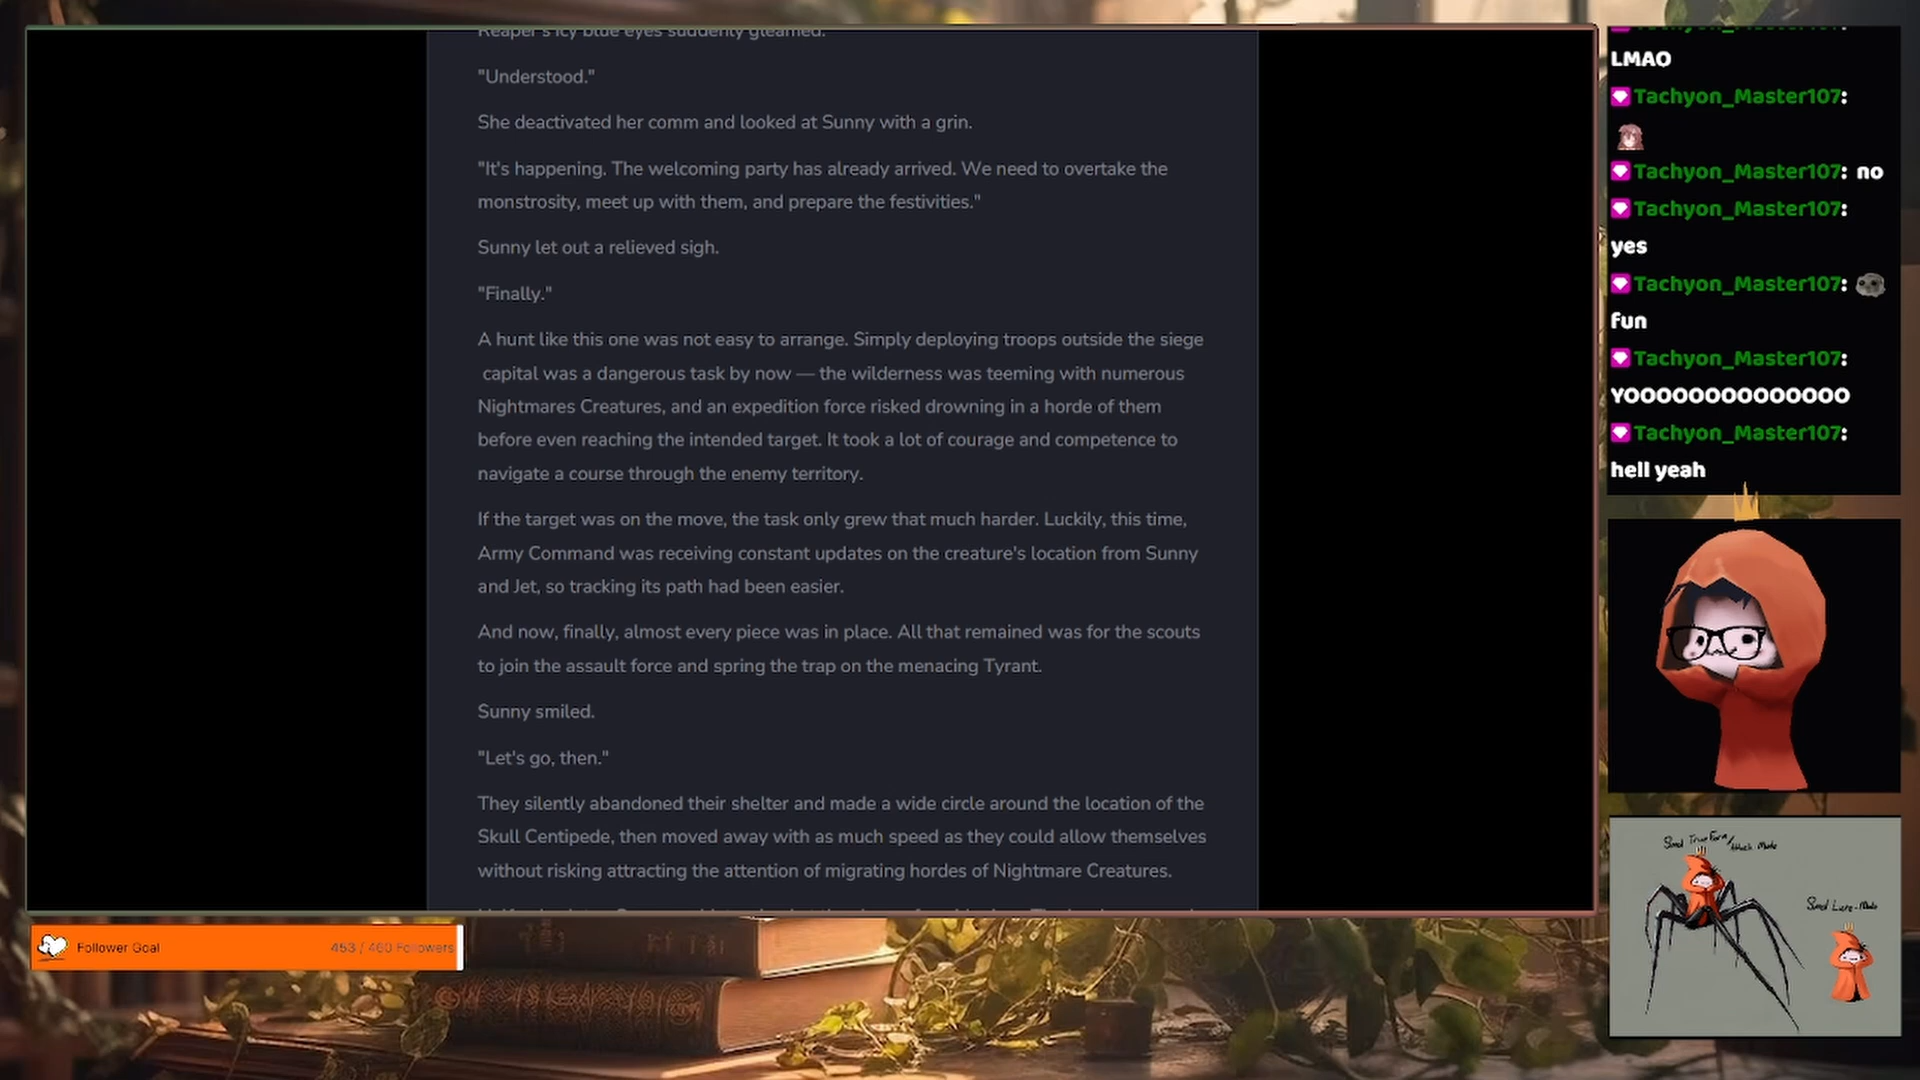 Reaper's icy blue eyes suddenly gleamed.
"Understood."
She deactivated her comm and looked at Sunny with a grin.
"It's happening. The welcoming party has already arrived. We need to overtake the
monstrosity, meet up with them, and prepare the festivities."
Sunny let out a relieved sigh.
"Finally."
A hunt like this one was not easy to arrange. Simply deploying troops outside the siege
capital was a dangerous task by now — the wilderness was teeming with numerous
Nightmares Creatures, and an expedition force risked drowning in a horde of them
before even reaching the intended target. It took a lot of courage and competence to
navigate a course through the enemy territory.
If the target was on the move, the task only grew that much harder. Luckily, this time,
Army Command was receiving constant updates on the creature's location from Sunny
and Jet, so tracking its path had been easier.
And now, finally, almost every piece was in place. All that remained was for the scouts
to join the assault force and spring the trap on the menacing Tyrant.
Sunny smiled.
"Let's go, then."
They silently abandoned their shelter and made a wide circle around the location of the
Skull Centipede, then moved away with as much speed as they could allow themselves
without risking attracting the attention of migrating hordes of Nightmare Creatures.
Follower Goal
453 / 460 Followers
LMAO
Tachyon_Master107:
Tachyon_Master107: no
Tachyon_Master107:
yes
Tachyon_Master107:
fun
Tachyon_Master107:
YOOOOOOOOOOOOOO
Tachyon_Master107:
hell yeah